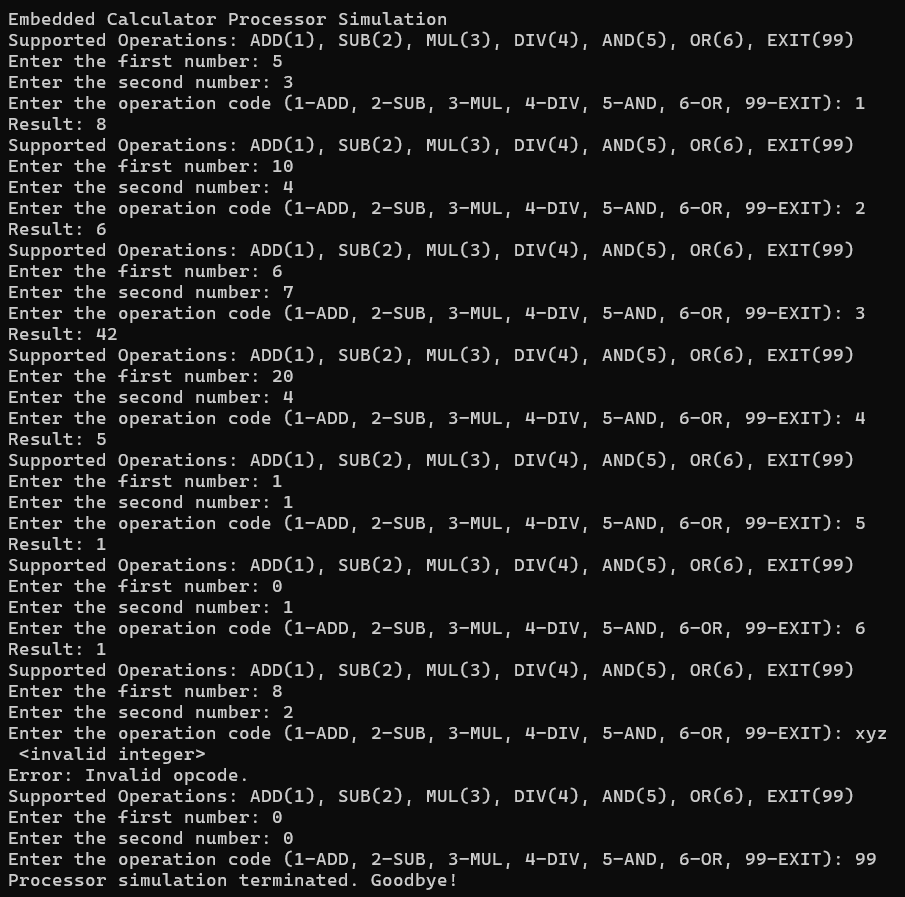 Embedded Calculator Processor Simulation
Supported Operations: ADD(1), SUB(2), MUL(3), DIV(4), AND(5), OR(6), EXIT(99)
Enter the first number: 5
Enter the second number: 3
Enter the operation code (1-ADD, 2-SUB, 3-MUL, 4-DIV, 5-AND, 6-OR, 99-EXIT): 1
Result: 8
Supported Operations: ADD(1), SUB(2), MUL(3), DIV(4), AND(5), OR(6), EXIT(99)
Enter the first number: 10
Enter the second number: 4
Enter the operation code (1-ADD, 2-SUB, 3-MUL, 4-DIV, 5-AND, 6-OR, 99-EXIT): 2
Result: 6
Supported Operations: ADD(1), SUB(2), MUL(3), DIV(4), AND(5), OR(6), EXIT(99)
Enter the first number: 6
Enter the second number: 7
Enter the operation code (1-ADD, 2-SUB, 3-MUL, 4-DIV, 5-AND, 6-OR, 99-EXIT): 3
Result: 42
Supported Operations: ADD(1), SUB(2), MUL(3), DIV(4), AND(5), OR(6), EXIT(99)
Enter the first number: 20
Enter the second number: 4
Enter the operation code (1-ADD, 2-SUB, 3-MUL, 4-DIV, 5-AND, 6-OR, 99-EXIT): 4
Result: 5
Supported Operations: ADD(1), SUB(2), MUL(3), DIV(4), AND(5), OR(6), EXIT(99)
Enter the first number: 1
Enter the second number: 1
Enter the operation code (1-ADD, 2-SUB, 3-MUL, 4-DIV, 5-AND, 6-OR, 99-EXIT): 5
Result: 1
Supported Operations: ADD(1), SUB(2), MUL(3), DIV(4), AND(5), OR(6), EXIT(99)
Enter the first number: 0
Enter the second number: 1
Enter the operation code (1-ADD, 2-SUB, 3-MUL, 4-DIV, 5-AND, 6-OR, 99-EXIT): 6
Result: 1
Supported Operations: ADD(1), SUB(2), MUL(3), DIV(4), AND(5), OR(6), EXIT(99)
Enter the first number: 8
Enter the second number: 2
Enter the operation code (1-ADD, 2-SUB, 3-MUL, 4-DIV, 5-AND, 6-OR, 99-EXIT): xyz
 <invalid integer>
Error: Invalid opcode.
Supported Operations: ADD(1), SUB(2), MUL(3), DIV(4), AND(5), OR(6), EXIT(99)
Enter the first number: 0
Enter the second number: 0
Enter the operation code (1-ADD, 2-SUB, 3-MUL, 4-DIV, 5-AND, 6-OR, 99-EXIT): 99
Processor simulation terminated. Goodbye!